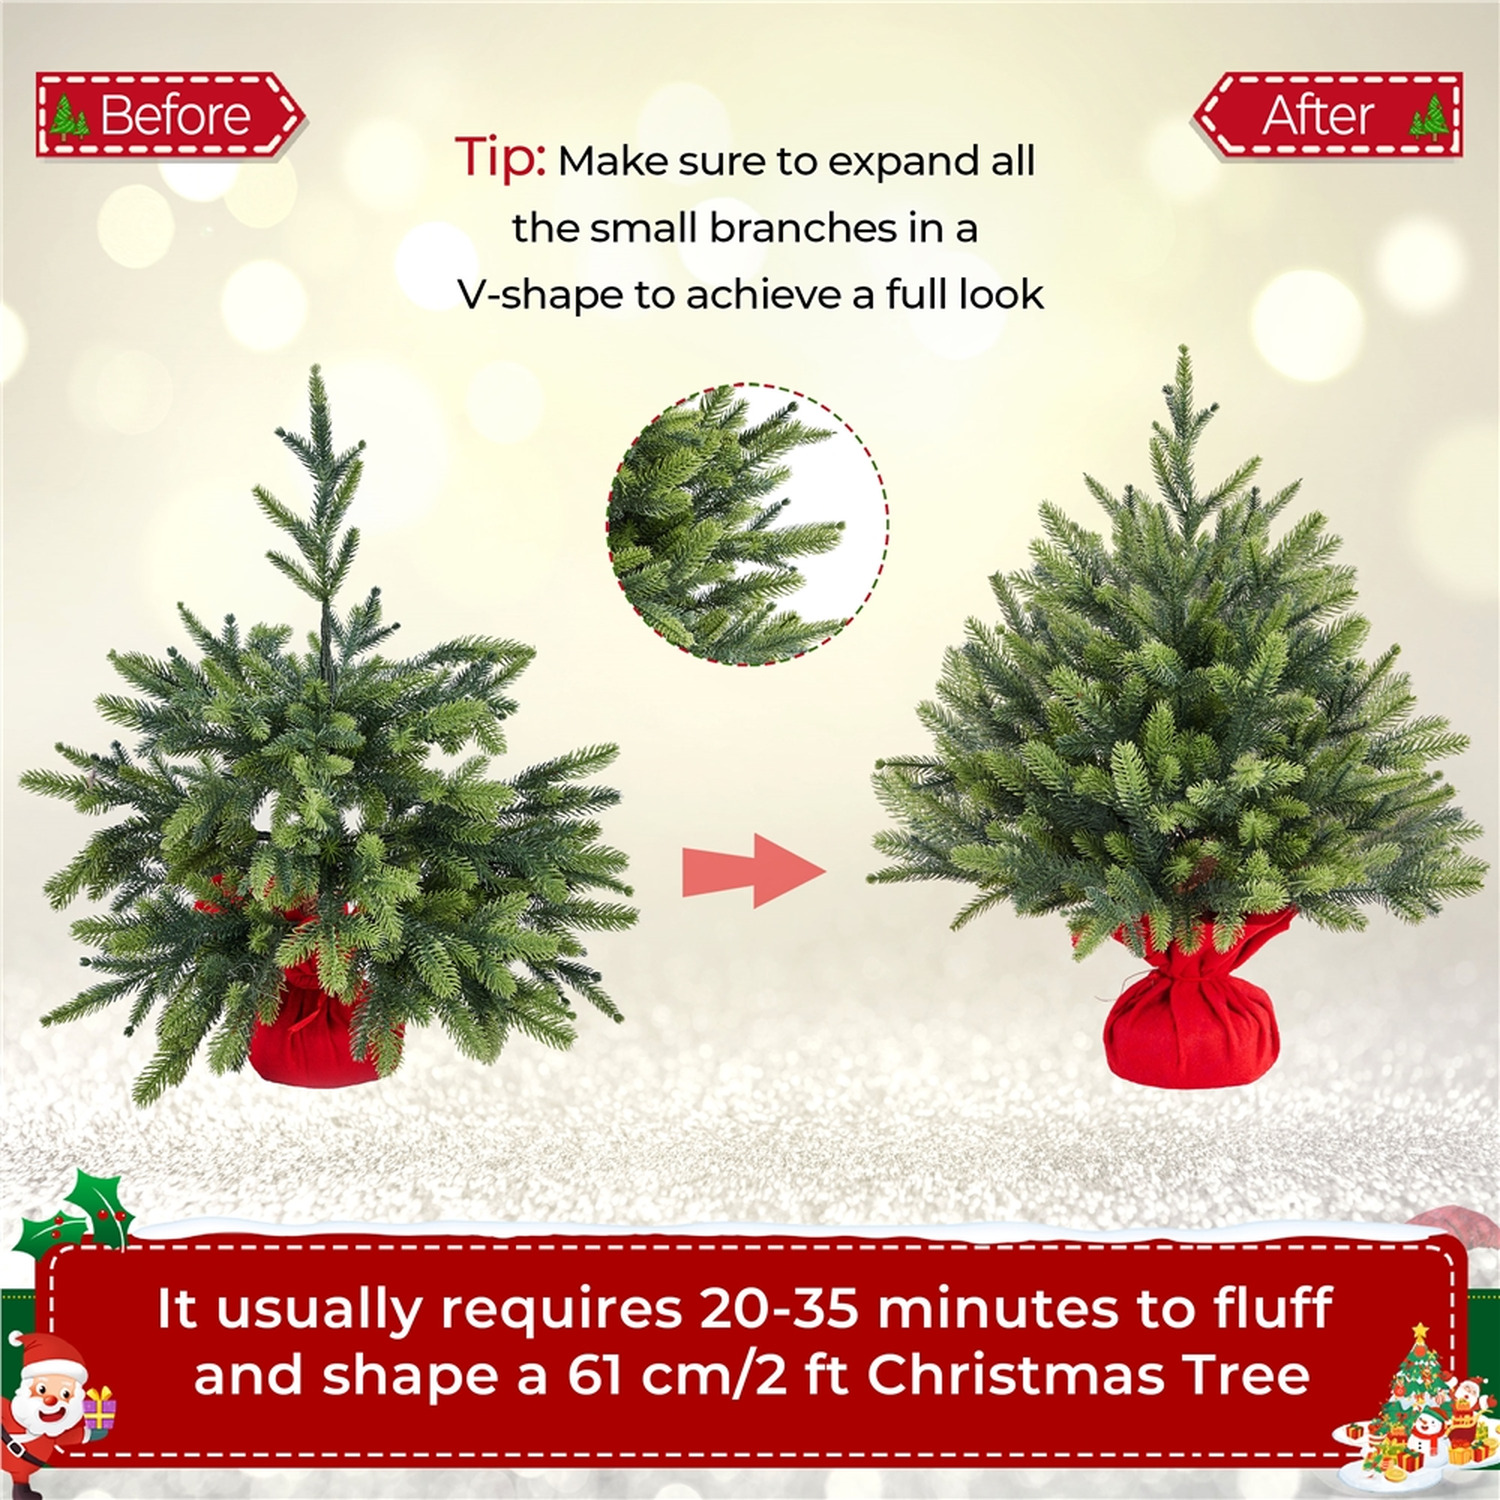 Before
After
Tip: Make sure to expand all
the small branches in a
V-shape to achieve a full look
It usually requires 20-35 minutes to fluff
and shape a 61 cm/2 ft Christmas Tree